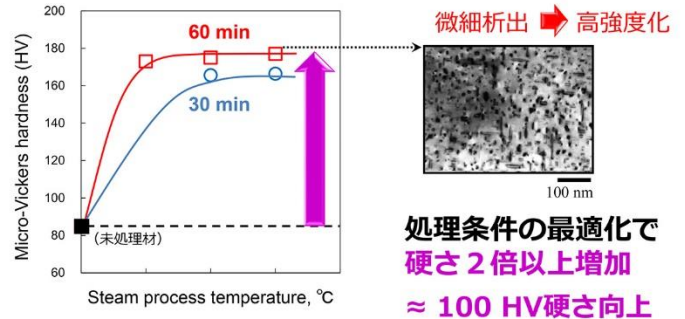 Micro-Vickers hardness (HV)
200
180
160
140
120
100
80
60
60 min
30 min
(未処理材)
Steam process temperature, ℃
微細析出 高強度化
100 nm
処理条件の最適化で
硬さ２倍以上増加
≈ 100 HV硬さ向上